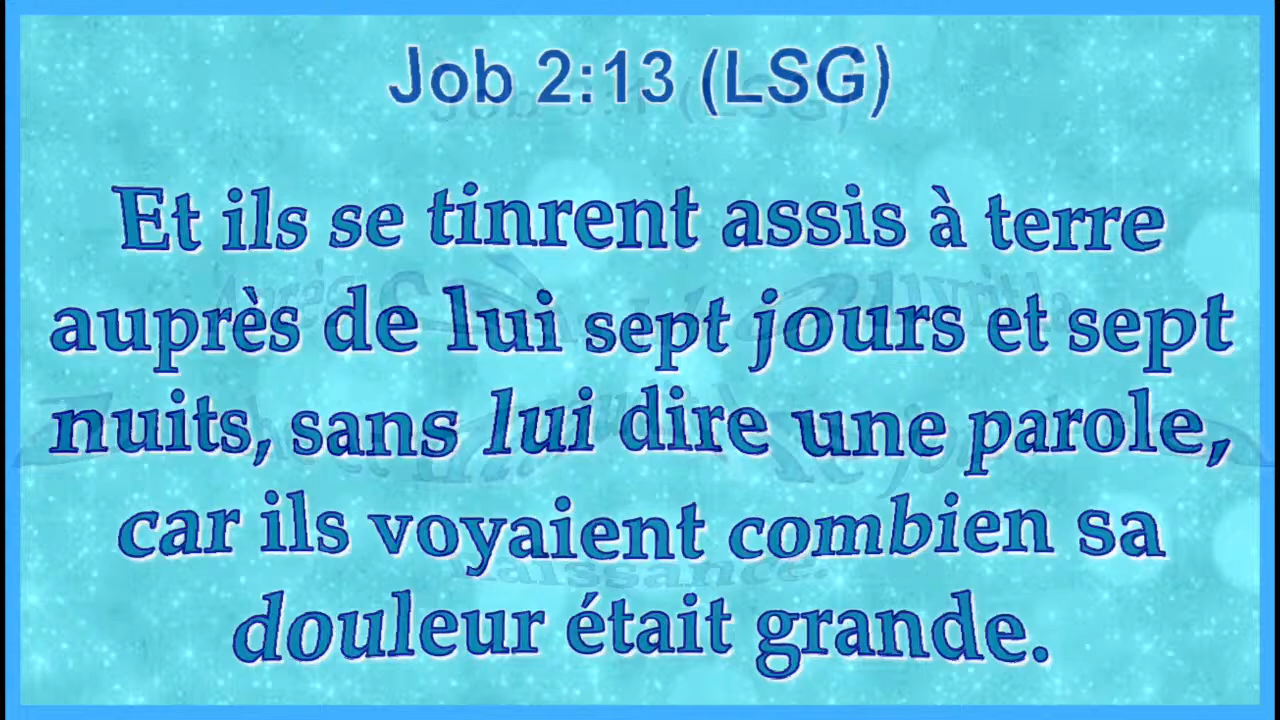 Job 2:13 (LSG)
Et ils se tinrent assis à terre
auprès de lui sept jours et sept
nuits, sans lui dire une parole,
car ils voyaient combien sa
douleur était grande.